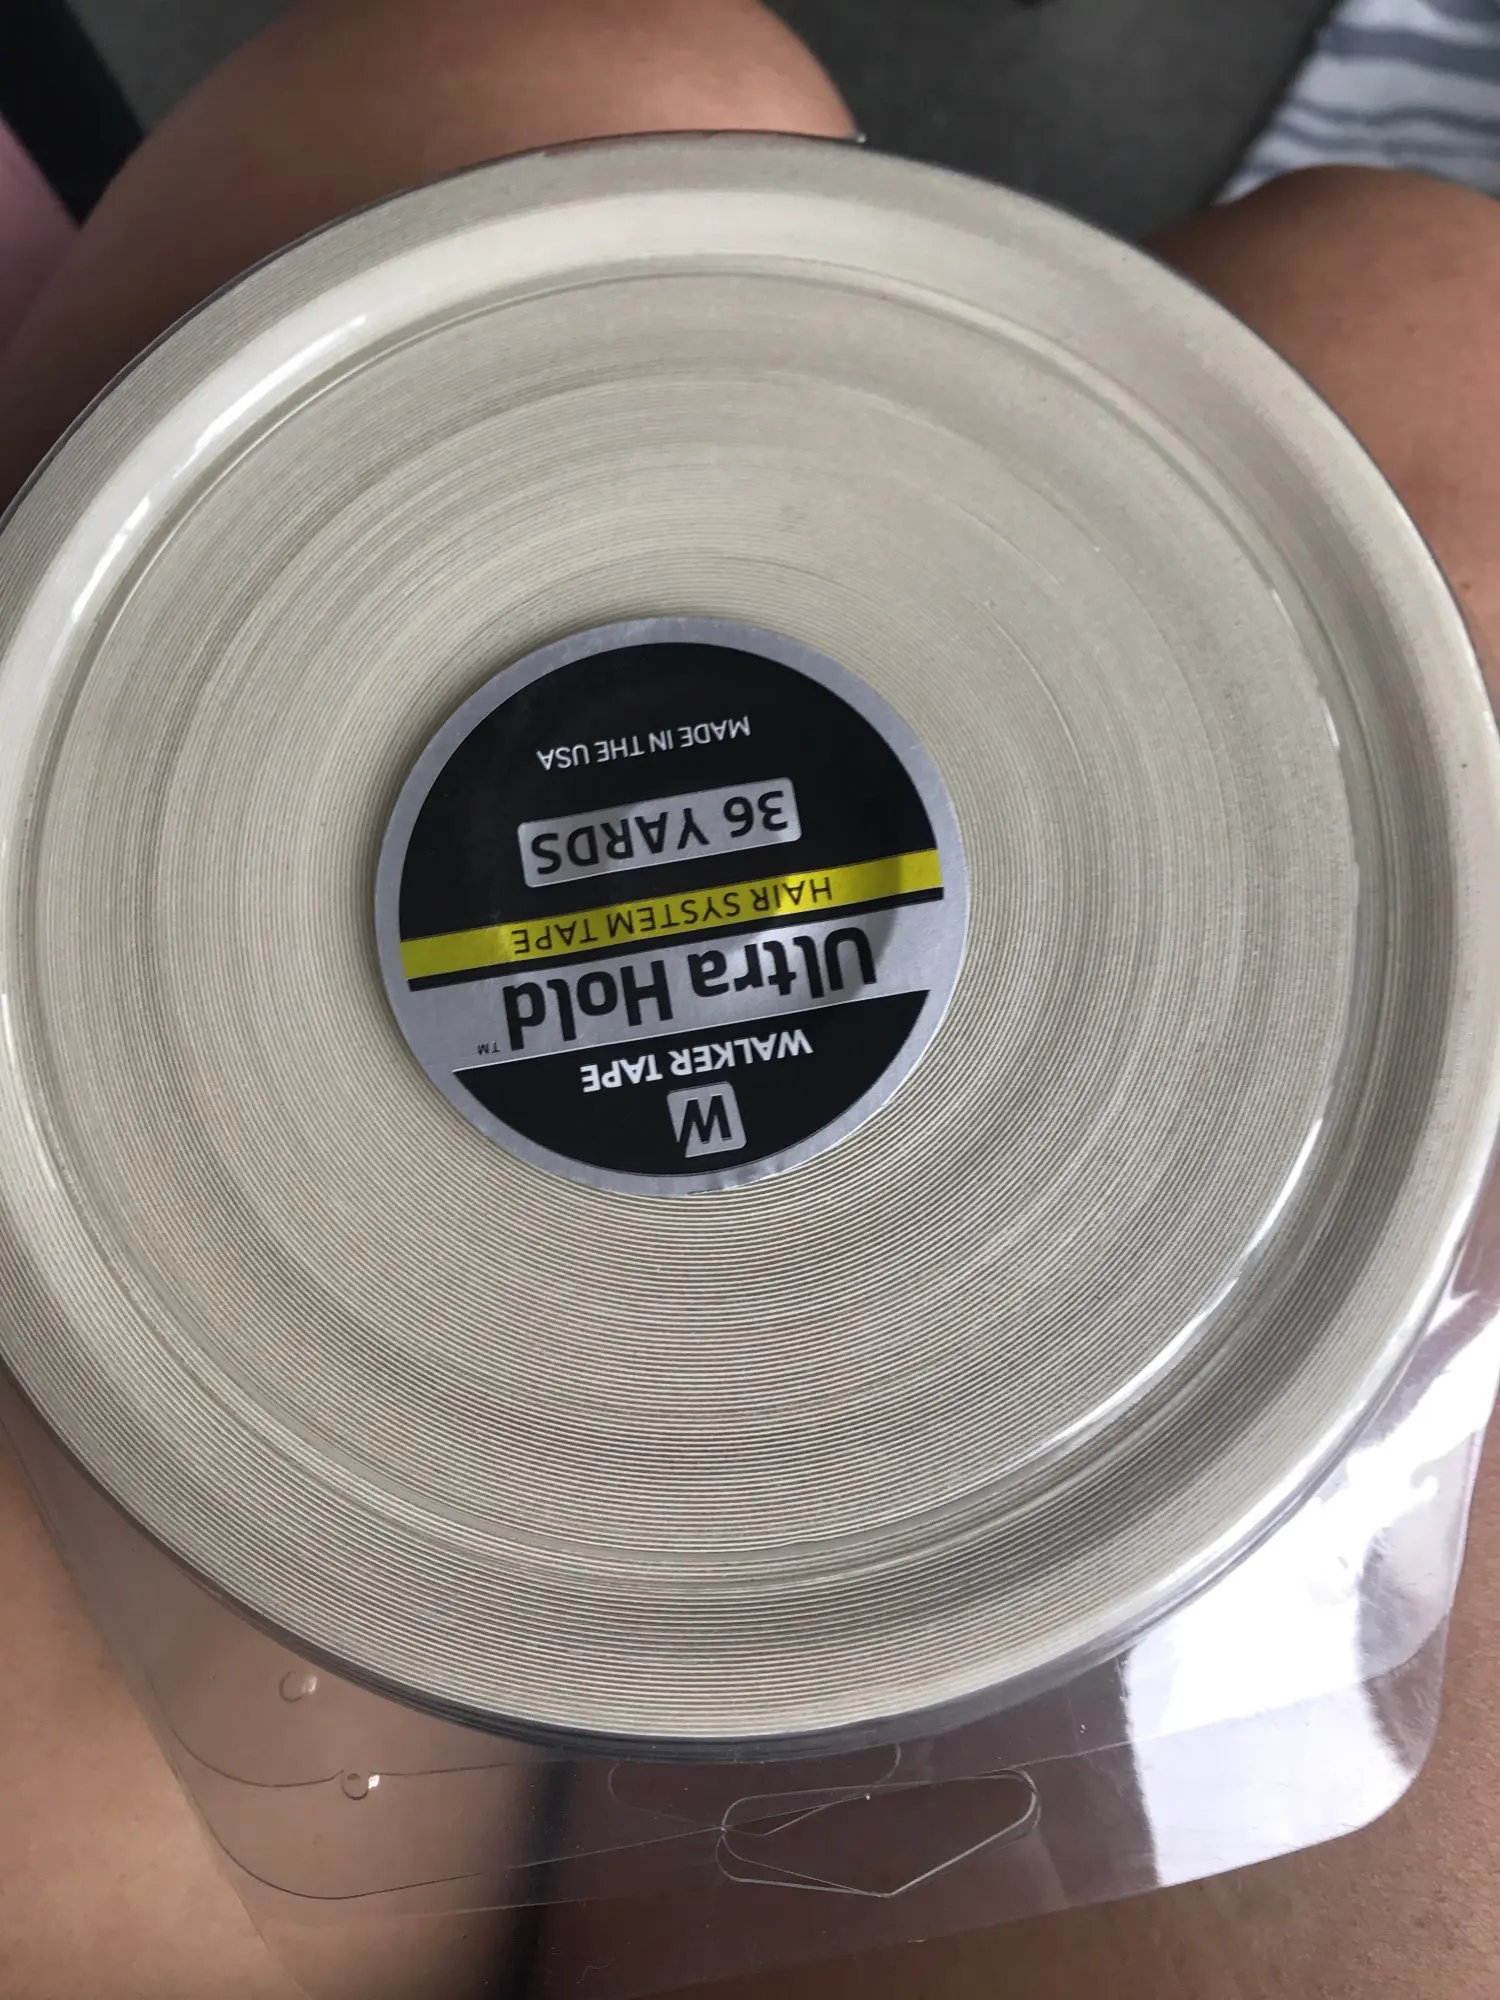 W
WALKER TAPE
Ultra Hold™
HAIR SYSTEM TAPE
36 YARDS
MADE IN THE USA